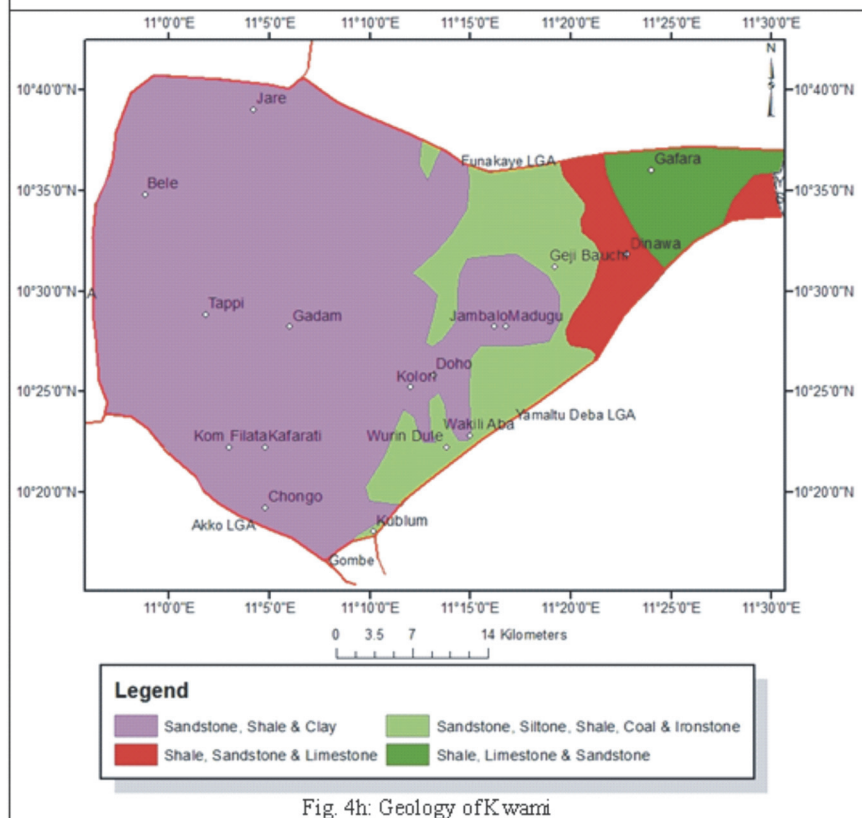 11°0'0"E 11°5'0"E 11°10'0"E 11°15'0"E 11°20'0"E 11°25'0"E 11°30'0"E
N
10°40'0"N 10°40'0"N
Jare
Funakaye LGA
Gafara
10°35'0"N 10°35'0"N
Bele
Dinawa
Geji Bauchi
10°30'0"N 10°30'0"N
A
Tappi
Gadam
Jambalo Madugu
10°25'0"N 10°25'0"N
Doho
Kolori
Yamaltu Deba LGA
Wakili Aba
Kom Filata Kafarati Wurin Dule
10°20'0"N 10°20'0"N
Chongo
Akko LGA
Kublum
Gombe
11°0'0"E 11°5'0"E 11°10'0"E 11°15'0"E 11°20'0"E 11°25'0"E 11°30'0"E
0 3.5 7 14 Kilometers
Legend
Sandstone, Shale & Clay
Sandstone, Siltone, Shale, Coal & Ironstone
Shale, Sandstone & Limestone
Shale, Limestone & Sandstone
Fig. 4h: Geology of Kwami